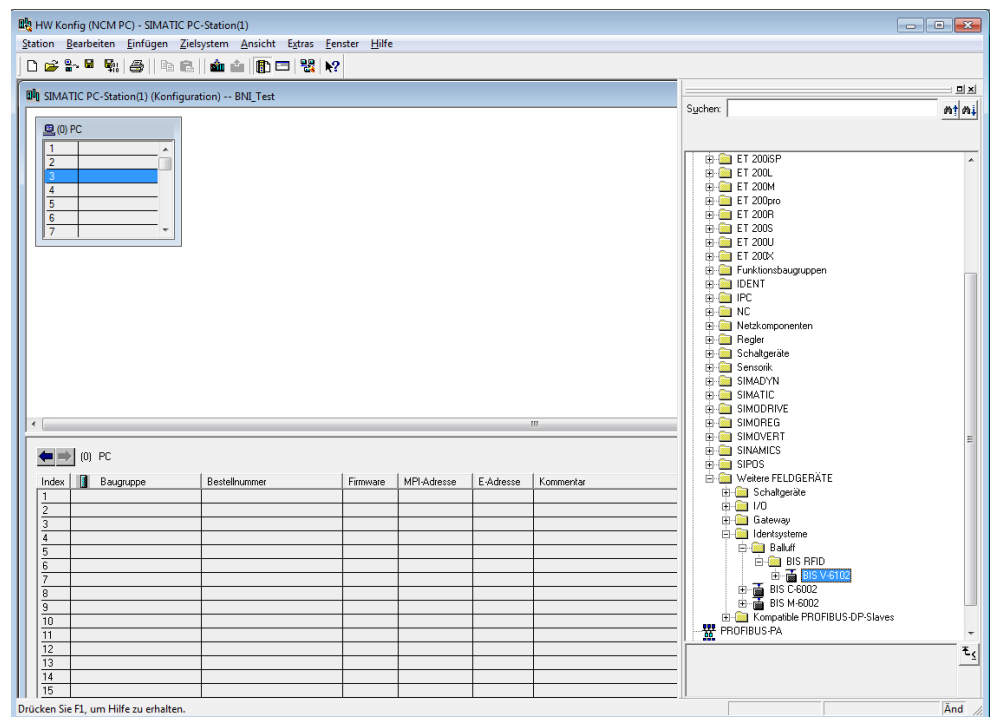 HW Konfig (NCM PC) - SIMATIC PC-Station(1)
Station Bearbeiten Einfügen Zielsystem Ansicht Extras Fenster Hilfe
SIMATIC PC-Station(1) (Konfiguration) -- BNI_Test
(0) PC
1
2
3
4
5
6
7
(0) PC
Index Baugruppe Bestellnummer Firmware MPI-Adresse E-Adresse Kommentar
1
2
3
4
5
6
7
8
9
10
11
12
13
14
15
Suchen:
ET 200iSP
ET 200L
ET 200M
ET 200pro
ET 200R
ET 200S
ET 200U
ET 200X
Funktionsbaugruppen
IDENT
IPC
NC
Netzkomponenten
Regler
Schaltgeräte
Sensorik
SIMADYN
SIMATIC
SIMODRIVE
SIMOREG
SIMOVERT
SINAMICS
SIPOS
Weitere FELDGERÄTE
Schaltgeräte
I/O
Gateway
Identsysteme
Balluff
BIS RFID
BIS V-6102
BIS C-6002
BIS M-6002
Kompatible PROFIBUS-DP-Slaves
PROFIBUS-PA
Drücken Sie F1, um Hilfe zu erhalten.
Änd